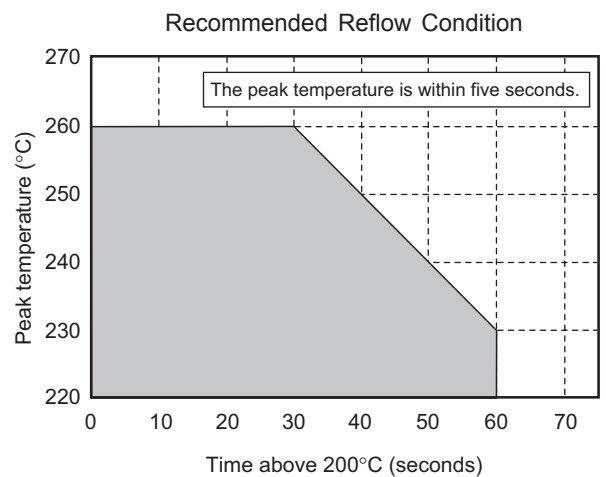 Recommended Reflow Condition
270
The peak temperature is within five seconds.
260
250
240
230
220
Peak temperature (°C)
0 10 20 30 40 50 60 70
Time above 200°C (seconds)